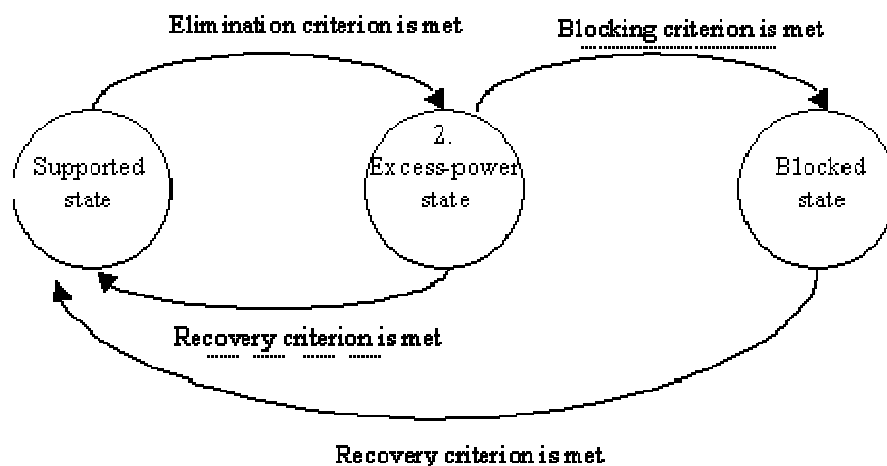 Elimination criterion is met
Blocking criterion is met
Supported
state
2.
Excess-power
state
Blocked
state
Recovery criterion is met
Recovery criterion is met